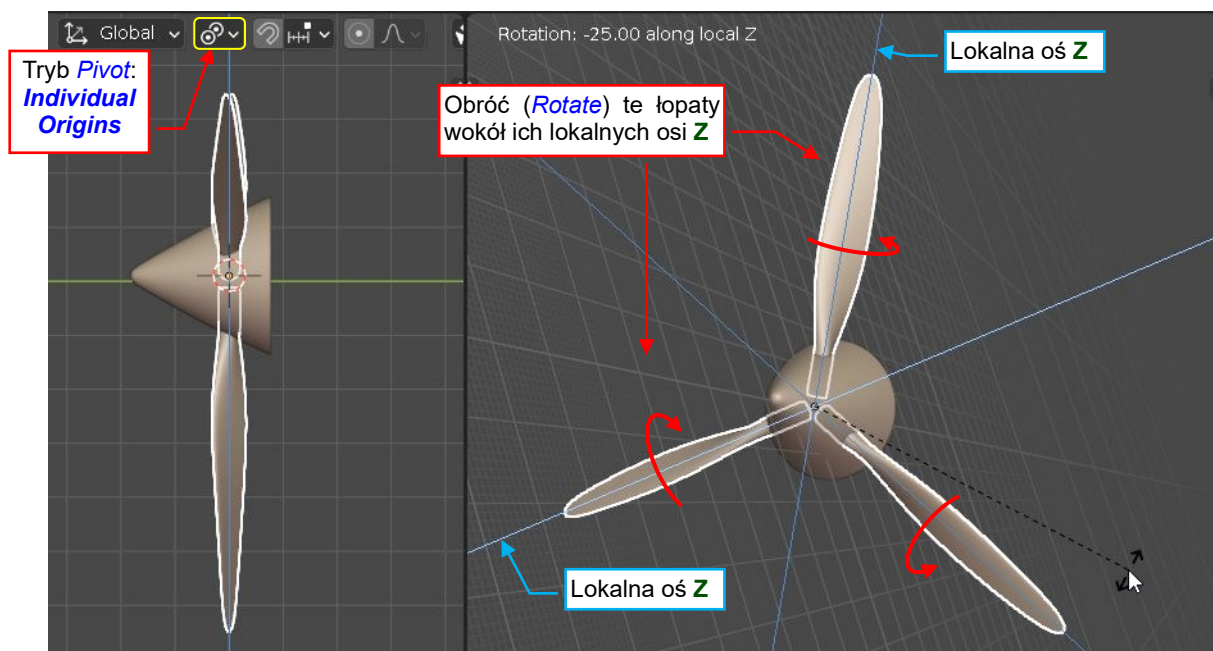 Global
Rotation: -25.00 along local Z
Lokalna oś Z
Tryb Pivot:
Individual
Origins
Obróć (Rotate) te łopaty
wokół ich lokalnych osi Z
Lokalna oś Z